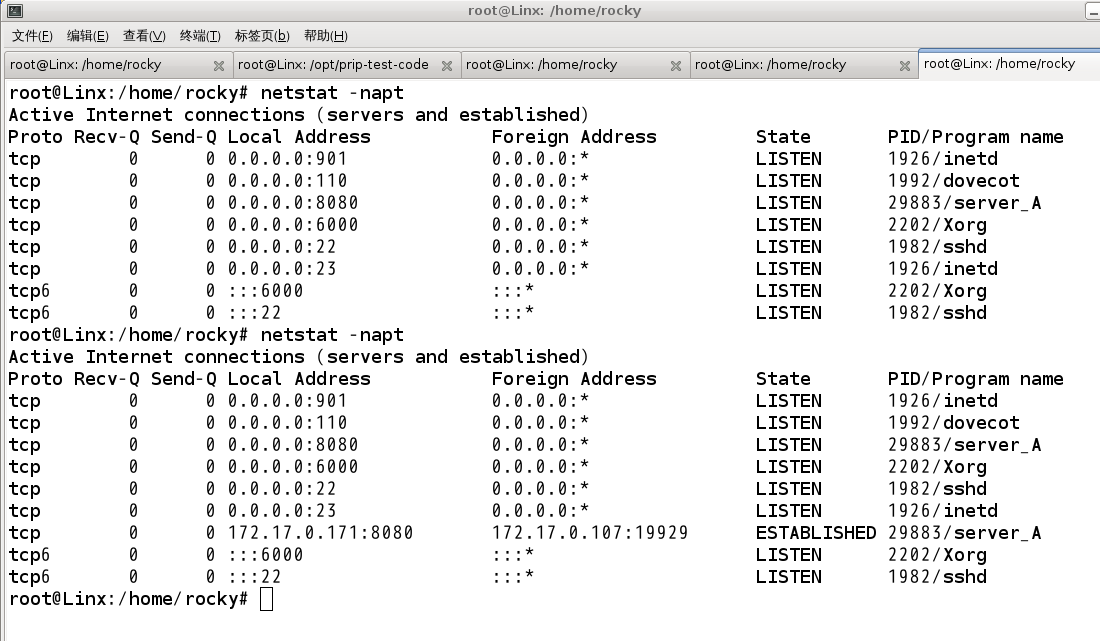 root@Linx: /home/rocky
文件(F) 编辑(E) 查看(V) 终端(T) 标签页(b) 帮助(H)
root@Linx: /home/rocky root@Linx: /opt/prip-test-code root@Linx: /home/rocky root@Linx: /home/rocky root@Linx: /home/rocky
root@Linx:/home/rocky# netstat -napt
Active Internet connections (servers and established)
Proto Recv-Q Send-Q Local Address           Foreign Address         State       PID/Program name
tcp        0      0 0.0.0.0:901             0.0.0.0:*               LISTEN      1926/inetd
tcp        0      0 0.0.0.0:110             0.0.0.0:*               LISTEN      1992/dovecot
tcp        0      0 0.0.0.0:8080            0.0.0.0:*               LISTEN      29883/server_A
tcp        0      0 0.0.0.0:6000            0.0.0.0:*               LISTEN      2202/Xorg
tcp        0      0 0.0.0.0:22              0.0.0.0:*               LISTEN      1982/sshd
tcp        0      0 0.0.0.0:23              0.0.0.0:*               LISTEN      1926/inetd
tcp6       0      0 :::6000                 :::*                    LISTEN      2202/Xorg
tcp6       0      0 :::22                   :::*                    LISTEN      1982/sshd
root@Linx:/home/rocky# netstat -napt
Active Internet connections (servers and established)
Proto Recv-Q Send-Q Local Address           Foreign Address         State       PID/Program name
tcp        0      0 0.0.0.0:901             0.0.0.0:*               LISTEN      1926/inetd
tcp        0      0 0.0.0.0:110             0.0.0.0:*               LISTEN      1992/dovecot
tcp        0      0 0.0.0.0:8080            0.0.0.0:*               LISTEN      29883/server_A
tcp        0      0 0.0.0.0:6000            0.0.0.0:*               LISTEN      2202/Xorg
tcp        0      0 0.0.0.0:22              0.0.0.0:*               LISTEN      1982/sshd
tcp        0      0 0.0.0.0:23              0.0.0.0:*               LISTEN      1926/inetd
tcp        0      0 172.17.0.171:8080       172.17.0.107:19929      ESTABLISHED 29883/server_A
tcp6       0      0 :::6000                 :::*                    LISTEN      2202/Xorg
tcp6       0      0 :::22                   :::*                    LISTEN      1982/sshd
root@Linx:/home/rocky#